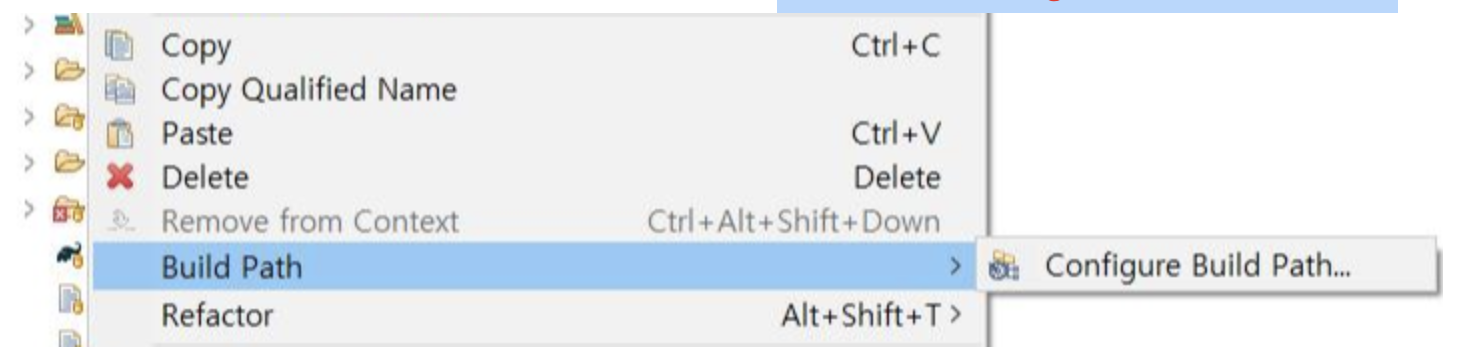 Copy Ctrl+C
Copy Qualified Name
Paste Ctrl+V
Delete Delete
Remove from Context Ctrl+Alt+Shift+Down
Build Path > Configure Build Path...
Refactor Alt+Shift+T >